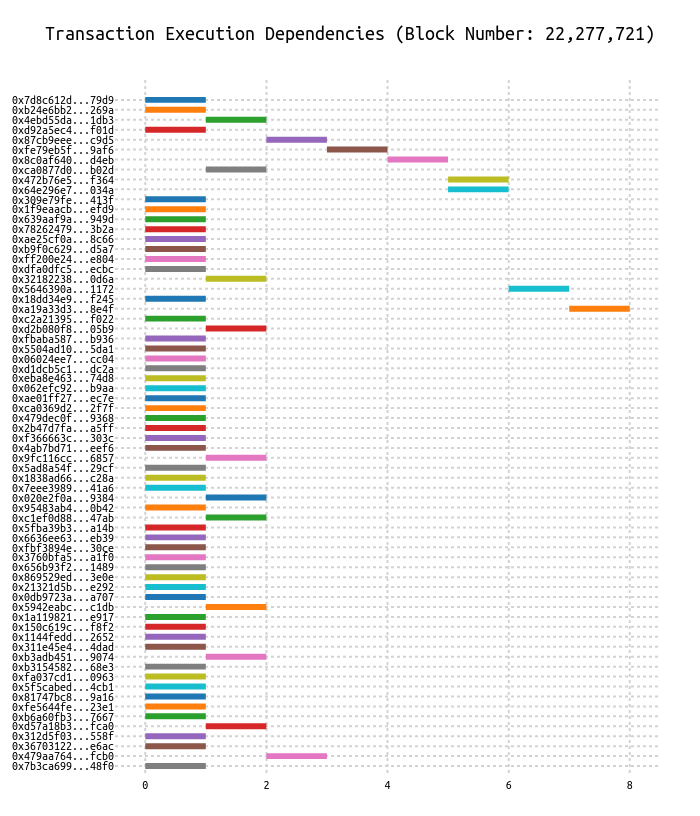 Transaction Execution Dependencies (Block Number: 22,277,721)
0x7d8c612d...79d9
0xb24e6bb2...269a
0x4ebd55da...1db3
0xd92a5ec4...f01d
0x87cb9eee...c9d5
0xfe79eb5f...9af6
0x8c0af640...d4eb
0xca0877d0...b02d
0x472b76e5...f364
0x64e296e7...034a
0x309e79fe...413f
0x1f9eaacb...efd9
0x639aaf9a...949d
0x78262479...3b2a
0xae25cf0a...8c66
0xb9f0c629...d5a7
0xff200e24...e804
0xdfa0dfc5...ecbc
0x32182238...0d6a
0x5646390a...1172
0x18dd34e9...f245
0xa19a33d3...8e4f
0xc2a21395...f022
0xd2b080f8...05b9
0xfbaba587...b936
0x5504ad10...5da1
0x06024ee7...cc04
0xd1dcb5c1...dc2a
0xeba8e463...74d8
0x062efc92...b9aa
0xae01ff27...ec7e
0xca0369d2...2f7f
0x479dec0f...9368
0x2b47d7fa...a5ff
0xf366663c...303c
0x4ab7bd71...eef6
0x9fc116cc...6857
0x5ad8a54f...29cf
0x1838ad66...c28a
0x7eee3989...41a6
0x020e2f0a...9384
0x95483ab4...0b42
0xc1ef0d88...47ab
0x5fba39b3...a14b
0x6636ee63...eb39
0xfbf3894e...30ce
0x3760bfa5...a1f0
0x656b93f2...1489
0x869529ed...3e0e
0x21321d5b...e292
0x0db9723a...a707
0x5942eabc...c1db
0x1a119821...e917
0x150c619c...f8f2
0x1144fedd...2652
0x311e45e4...4dad
0xb3adb451...9074
0xb3154582...68e3
0xfa037cd1...0963
0x5f5cabed...4cb1
0x81747bc8...9a16
0xfe5644fe...23e1
0xb6a60fb3...7667
0xd57a18b3...fca0
0x312d5f03...558f
0x36703122...e6ac
0x479aa764...fcb0
0x7b3ca699...48f0
0 2 4 6 8